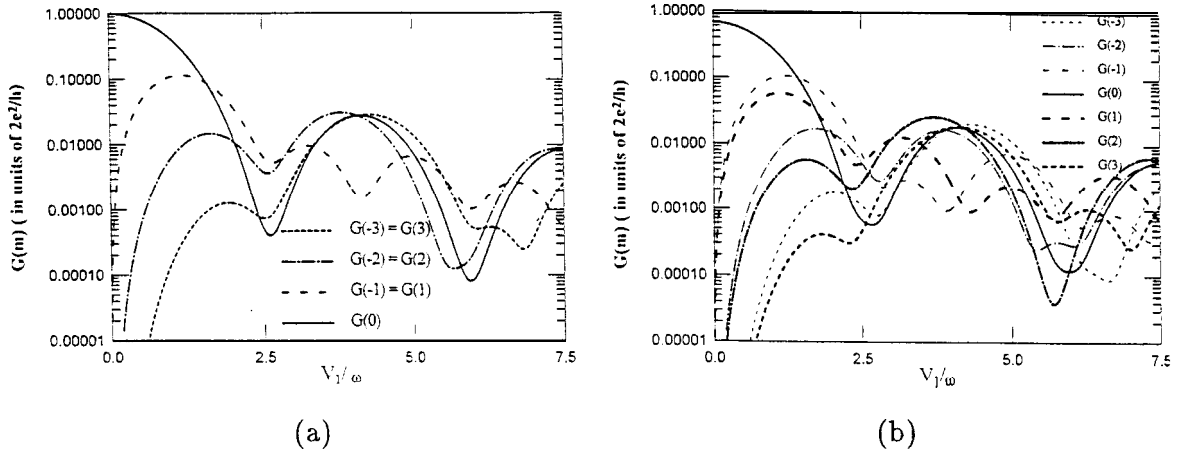 1.00000
0.10000
0.01000
0.00100
0.00010
0.00001
G(m) ( in units of 2e²/h)
G(-3) = G(3)
G(-2) = G(2)
G(-1) = G(1)
G(0)
0.0 2.5 5.0 7.5
V₁/ω
(a)
1.00000
0.10000
0.01000
0.00100
0.00010
0.00001
G(m) ( in units of 2e²/h)
G(-3)
G(-2)
G(-1)
G(0)
G(1)
G(2)
G(3)
0.0 2.5 5.0 7.5
V₁/ω
(b)